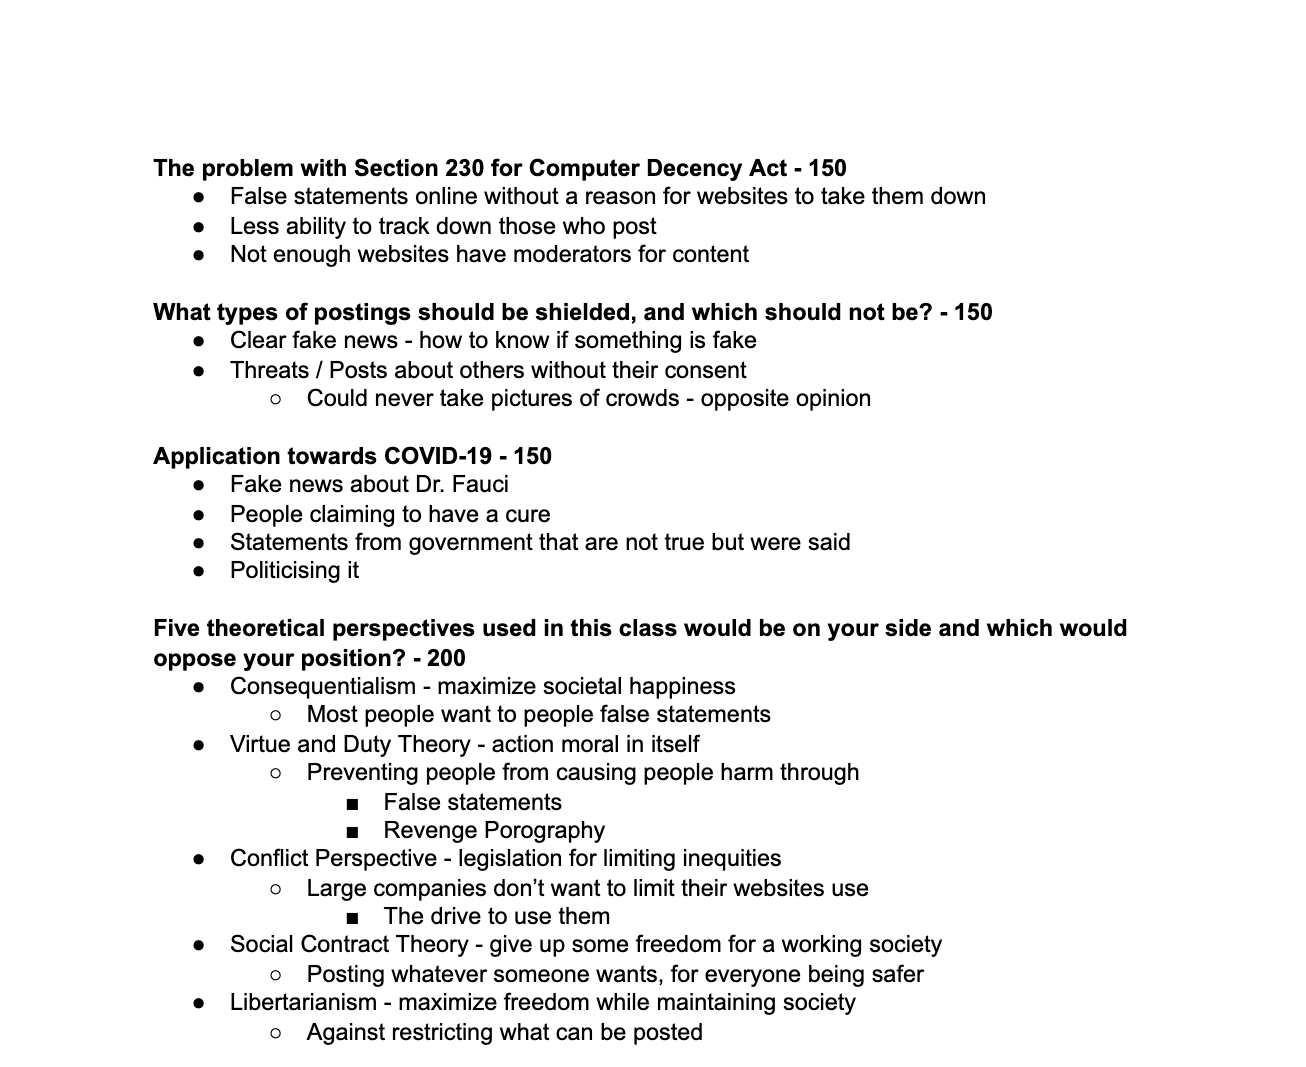 The problem with Section 230 for Computer Decency Act - 150
● False statements online without a reason for websites to take them down
● Less ability to track down those who post
● Not enough websites have moderators for content
What types of postings should be shielded, and which should not be? - 150
● Clear fake news - how to know if something is fake
● Threats / Posts about others without their consent
○ Could never take pictures of crowds - opposite opinion
Application towards COVID-19 - 150
● Fake news about Dr. Fauci
● People claiming to have a cure
● Statements from government that are not true but were said
● Politicising it
Five theoretical perspectives used in this class would be on your side and which would
oppose your position? - 200
● Consequentialism - maximize societal happiness
○ Most people want to people false statements
● Virtue and Duty Theory - action moral in itself
○ Preventing people from causing people harm through
■ False statements
■ Revenge Porography
● Conflict Perspective - legislation for limiting inequities
○ Large companies don’t want to limit their websites use
■ The drive to use them
● Social Contract Theory - give up some freedom for a working society
○ Posting whatever someone wants, for everyone being safer
● Libertarianism - maximize freedom while maintaining society
○ Against restricting what can be posted